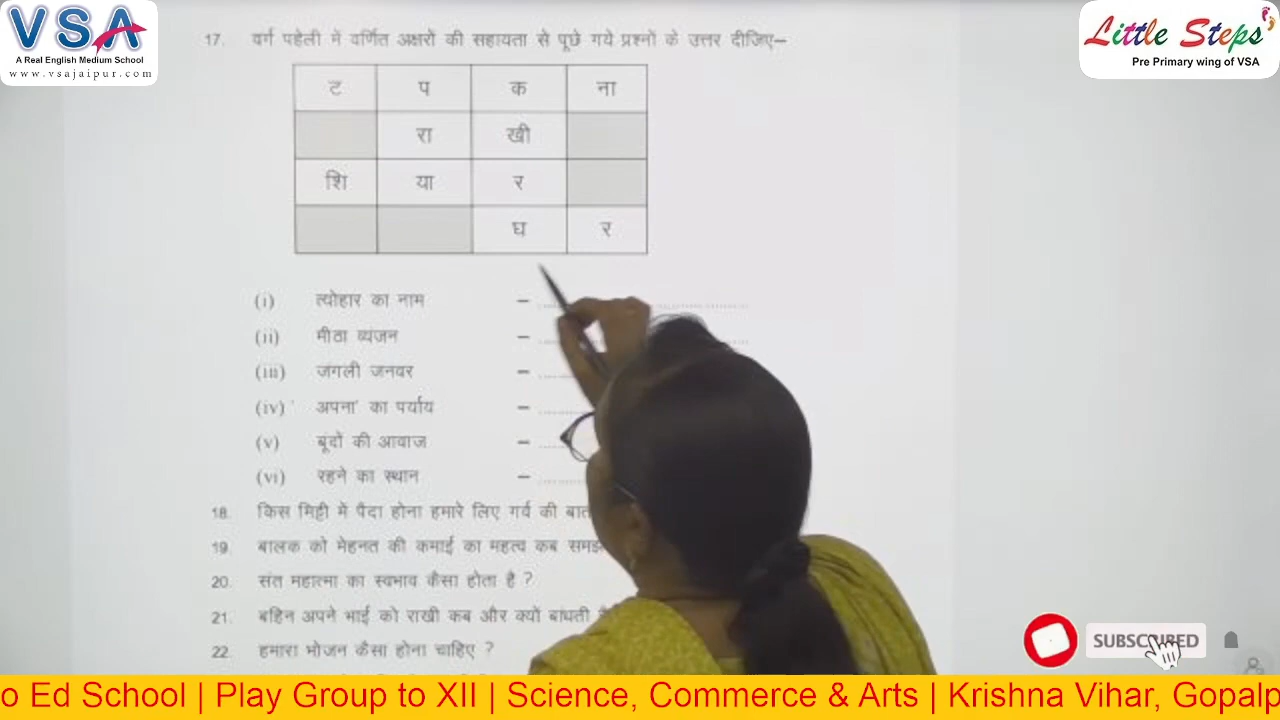 VSA
A Real English Medium School
www.vsajaipur.com
Little Steps
Pre Primary wing of VSA
17. वर्ग पहेली में वर्णित अक्षरों की सहायता से पूछे गये प्रश्नों के उत्तर दीजिए–
ट प क ना
रा खी
शि या र
घ र
(i) त्योहार का नाम –
(ii) मीठा व्यंजन –
(iii) जंगली जनवर –
(iv) 'अपना' का पर्याय –
(v) बूंदों की आवाज –
(vi) रहने का स्थान –
18. किस मिट्टी में पैदा होना हमारे लिए गर्व की बात
19. बालक को मेहनत की कमाई का महत्व कब
20. संत महात्मा का स्वभाव कैसा होता है ?
21. बहिन अपने भाई को राखी कब और क्यों बांधती
22. हमारा भोजन कैसा होना चाहिए ?
SUBSCRIBED
o Ed School | Play Group to XII | Science, Commerce & Arts | Krishna Vihar, Gopalp